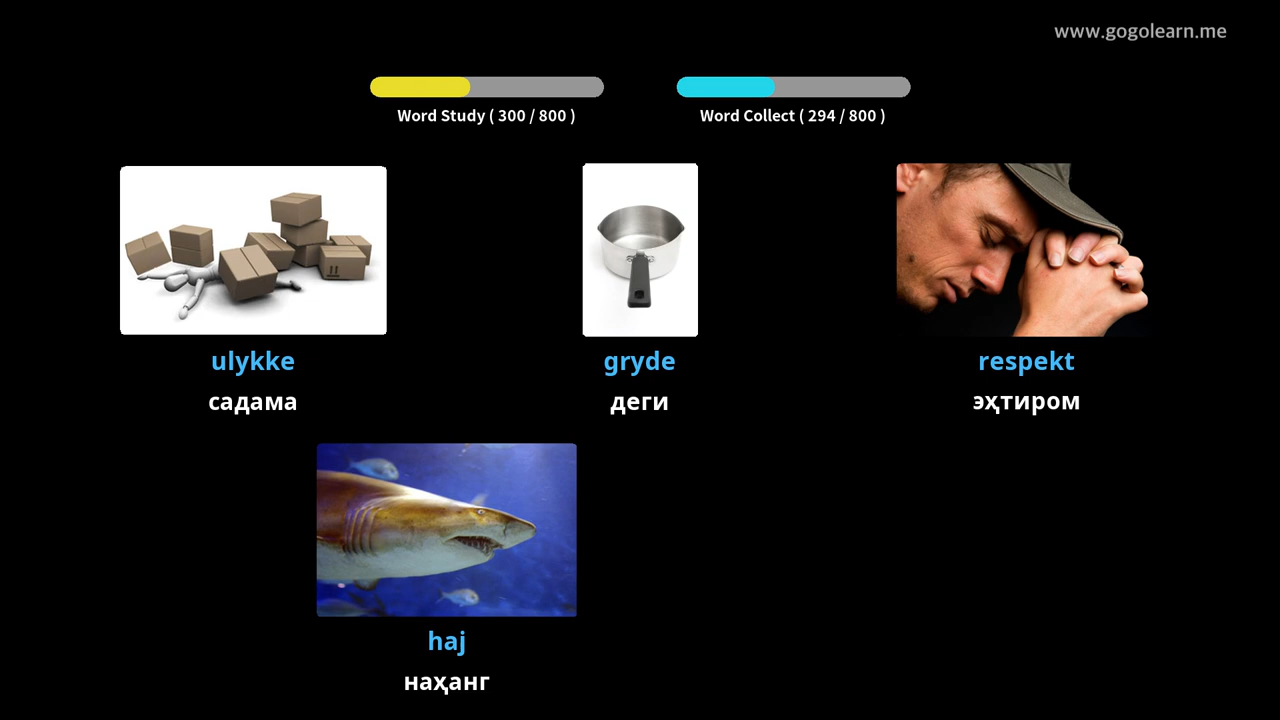 www.gogolearn.me
Word Study ( 300 / 800 )
Word Collect ( 294 / 800 )
ulykke
садама
gryde
деги
respekt
эҳтиром
haj
наҳанг